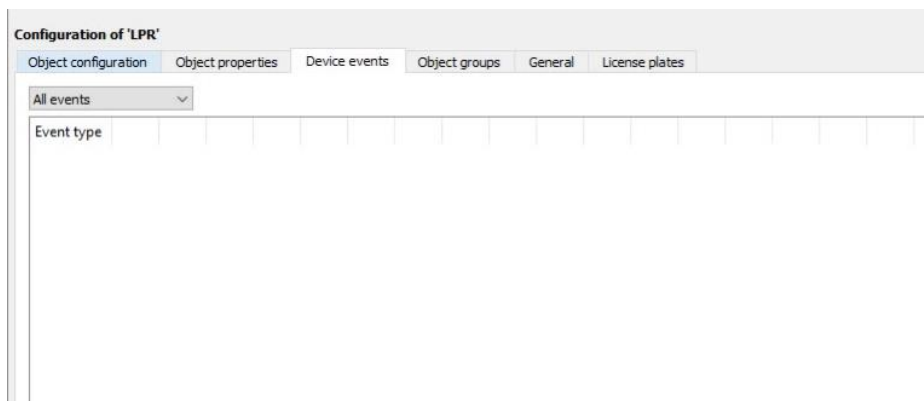 Configuration of 'LPR'
Object configuration Object properties Device events Object groups General License plates
All events
Event type